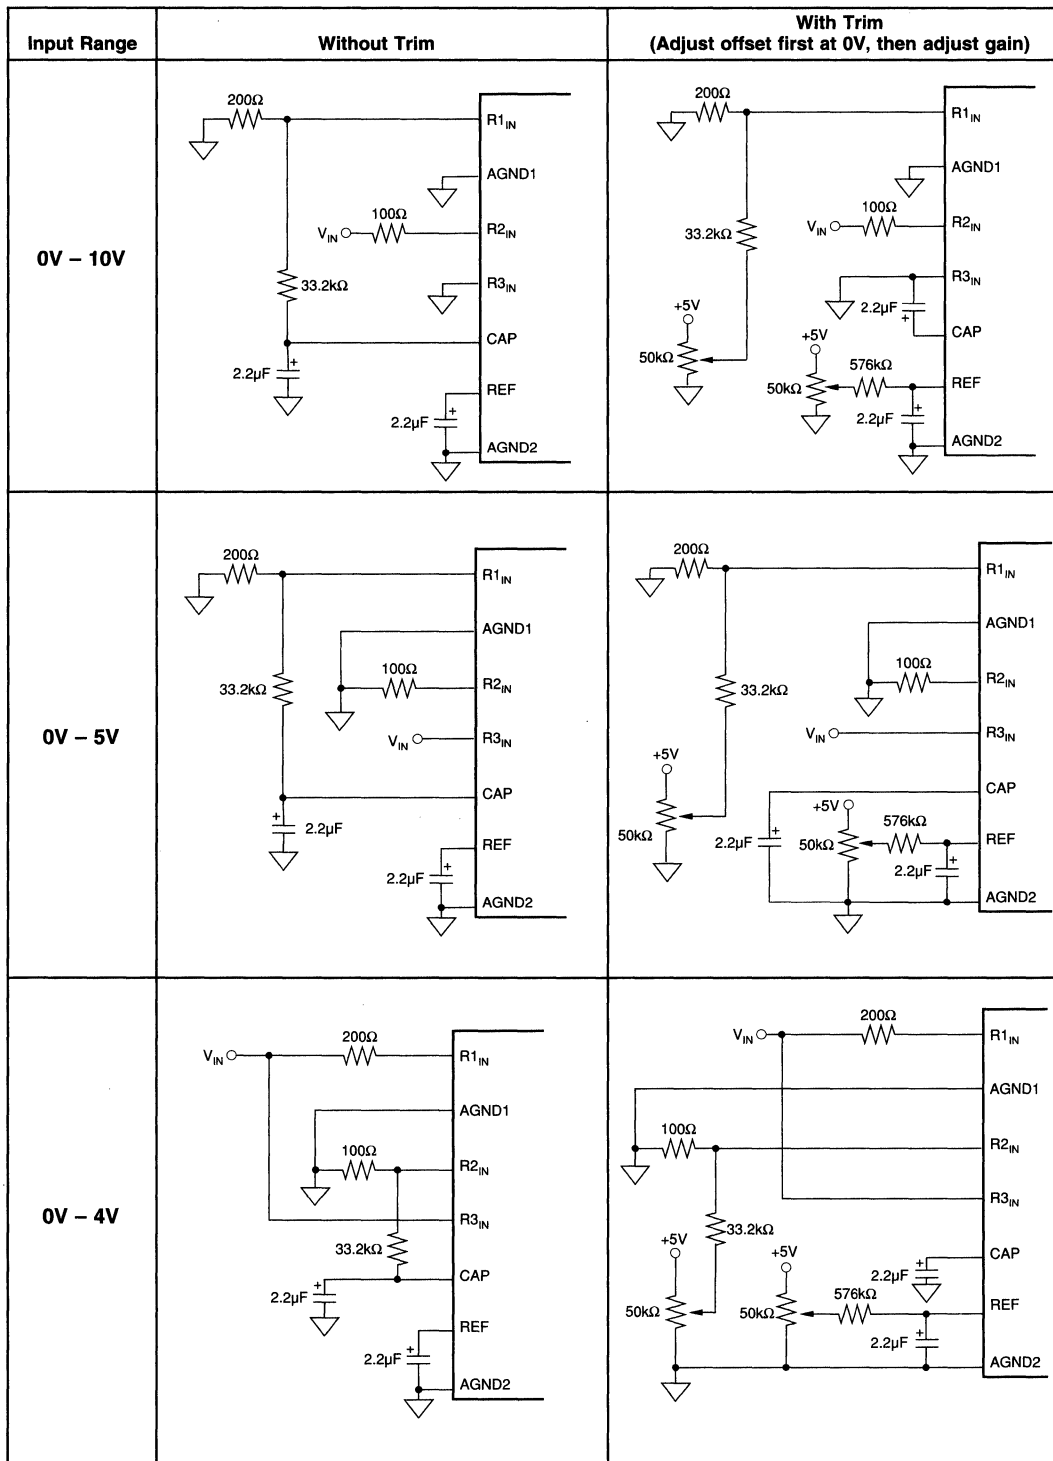 Input Range
Without Trim
With Trim
(Adjust offset first at 0V, then adjust gain)
0V – 10V
200Ω
R1IN
AGND1
100Ω
VIN
R2IN
33.2kΩ
R3IN
CAP
2.2µF
REF
2.2µF
AGND2
200Ω
R1IN
AGND1
100Ω
VIN
R2IN
33.2kΩ
R3IN
2.2µF
+5V
CAP
+5V
50kΩ
576kΩ
REF
50kΩ
2.2µF
AGND2
0V – 5V
200Ω
R1IN
AGND1
100Ω
R2IN
33.2kΩ
VIN
R3IN
CAP
2.2µF
REF
2.2µF
AGND2
200Ω
R1IN
AGND1
100Ω
R2IN
33.2kΩ
VIN
R3IN
+5V
CAP
+5V
576kΩ
50kΩ
2.2µF
50kΩ
REF
2.2µF
AGND2
0V – 4V
200Ω
VIN
R1IN
AGND1
100Ω
R2IN
R3IN
33.2kΩ
CAP
2.2µF
REF
2.2µF
AGND2
200Ω
VIN
R1IN
AGND1
100Ω
R2IN
R3IN
33.2kΩ
+5V
+5V
CAP
2.2µF
576kΩ
REF
50kΩ
50kΩ
2.2µF
AGND2